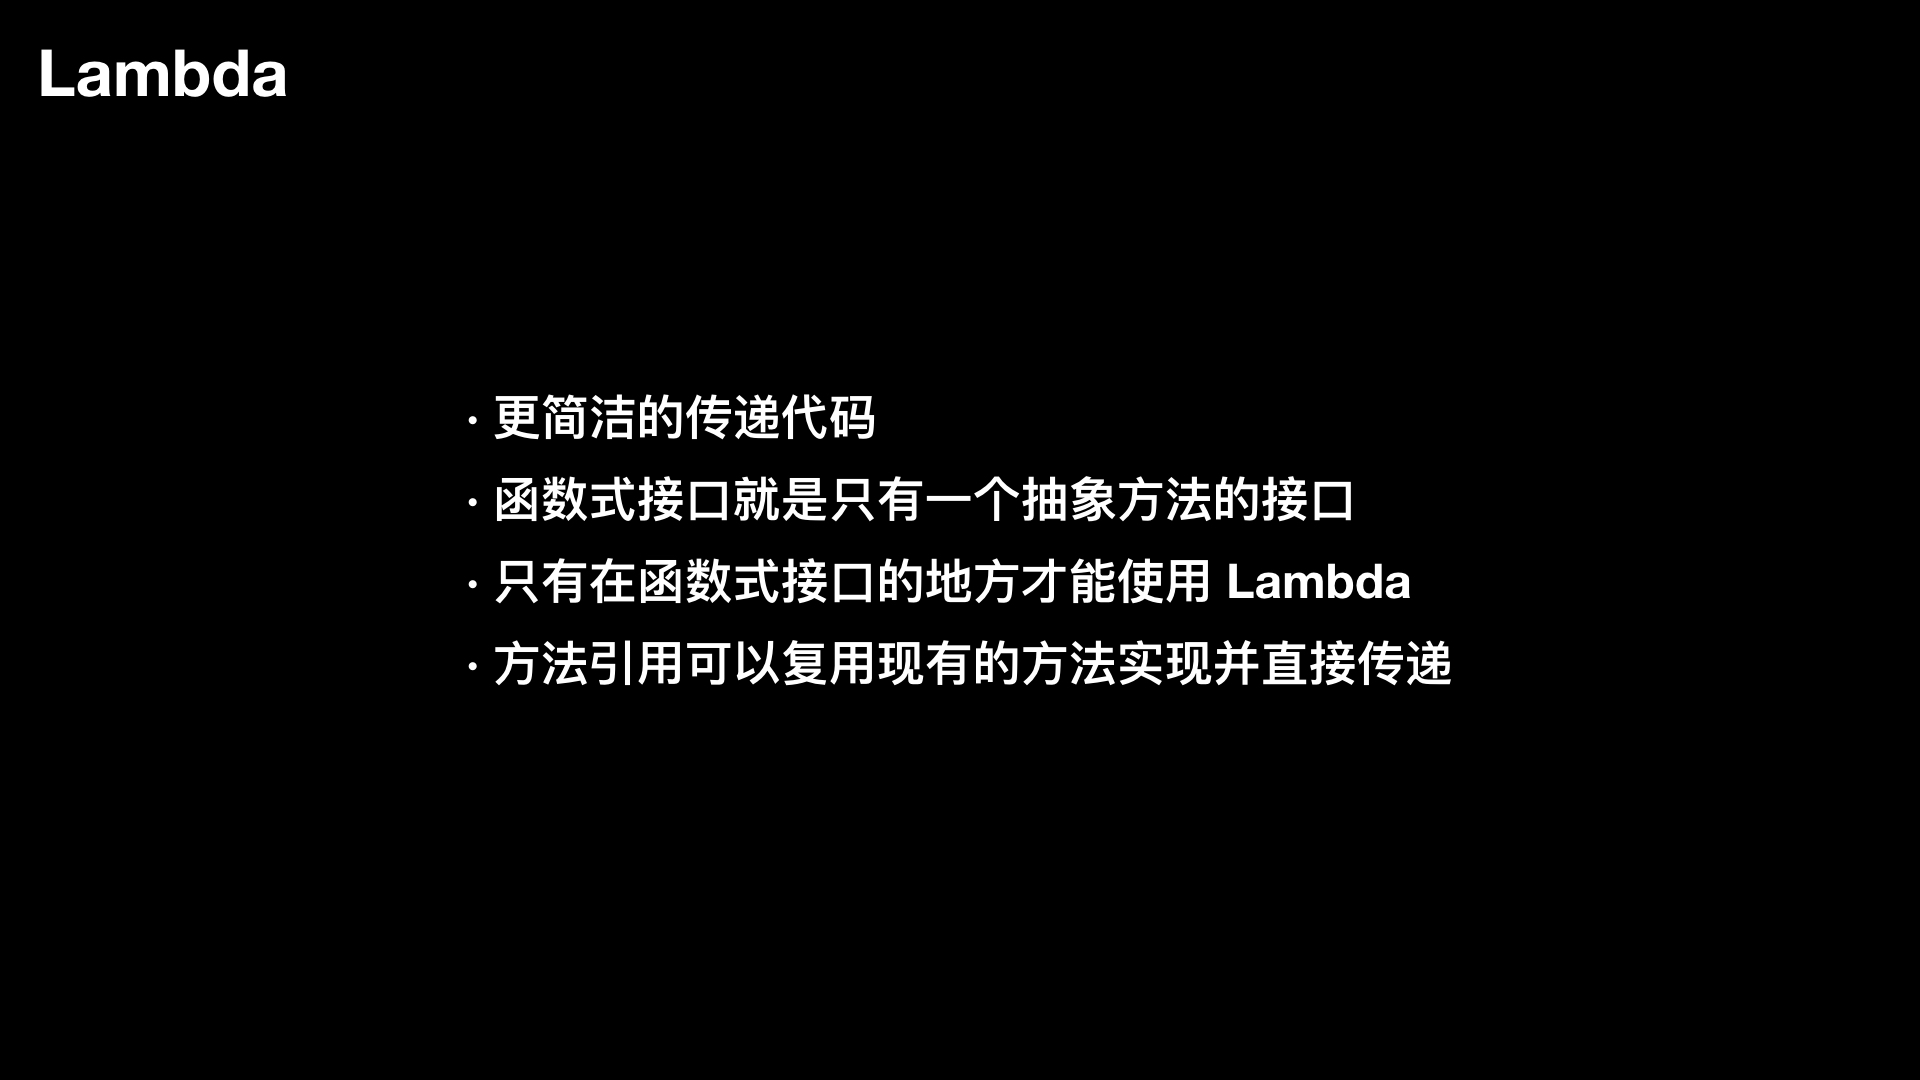 Lambda
· 更简洁的传递代码
· 函数式接口就是只有一个抽象方法的接口
· 只有在函数式接口的地方才能使用 Lambda
· 方法引用可以复用现有的方法实现并直接传递